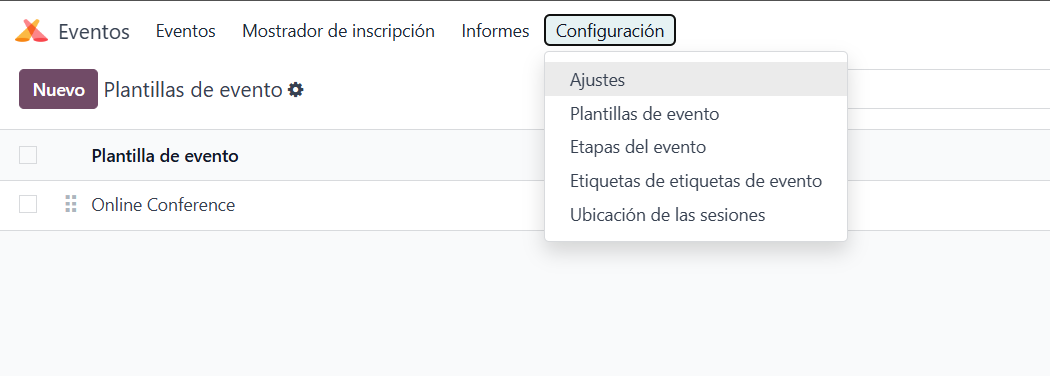 Eventos Eventos Mostrador de inscripción Informes Configuración
Nuevo Plantillas de evento
Ajustes
Plantillas de evento
Etapas del evento
Etiquetas de etiquetas de evento
Ubicación de las sesiones
Plantilla de evento
Online Conference